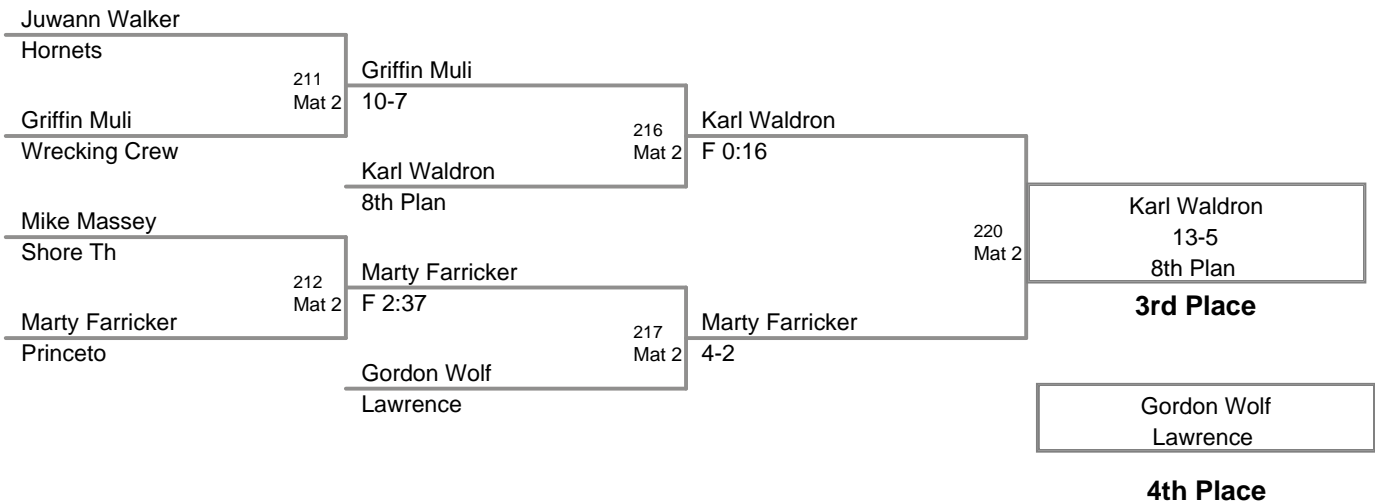 Juwann Walker
Hornets
211
Mat 2
Griffin Muli
10-7
Griffin Muli
Wrecking Crew
216
Mat 2
Karl Waldron
F 0:16
Karl Waldron
8th Plan
Mike Massey
Shore Th
220
Mat 2
Karl Waldron
13-5
8th Plan
3rd Place
212
Mat 2
Marty Farricker
F 2:37
Marty Farricker
Princeto
217
Mat 2
Marty Farricker
4-2
Gordon Wolf
Lawrence
Gordon Wolf
Lawrence
4th Place